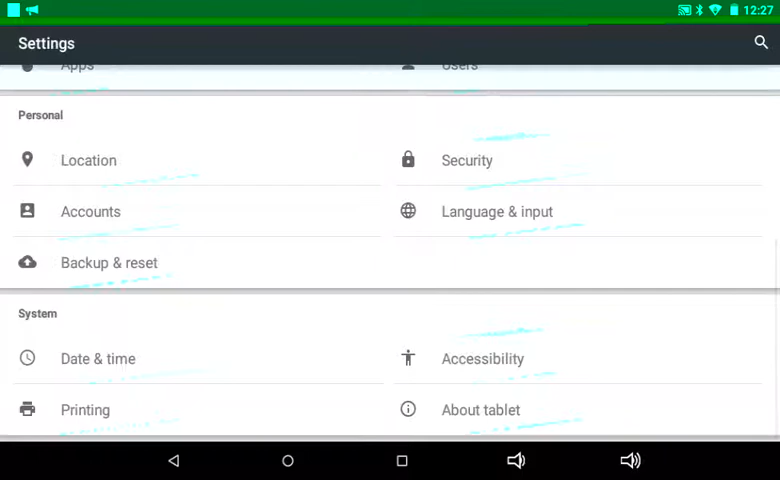 12:27
Settings
Apps Users
Personal
Location Security
Accounts Language & input
Backup & reset
System
Date & time Accessibility
Printing About tablet